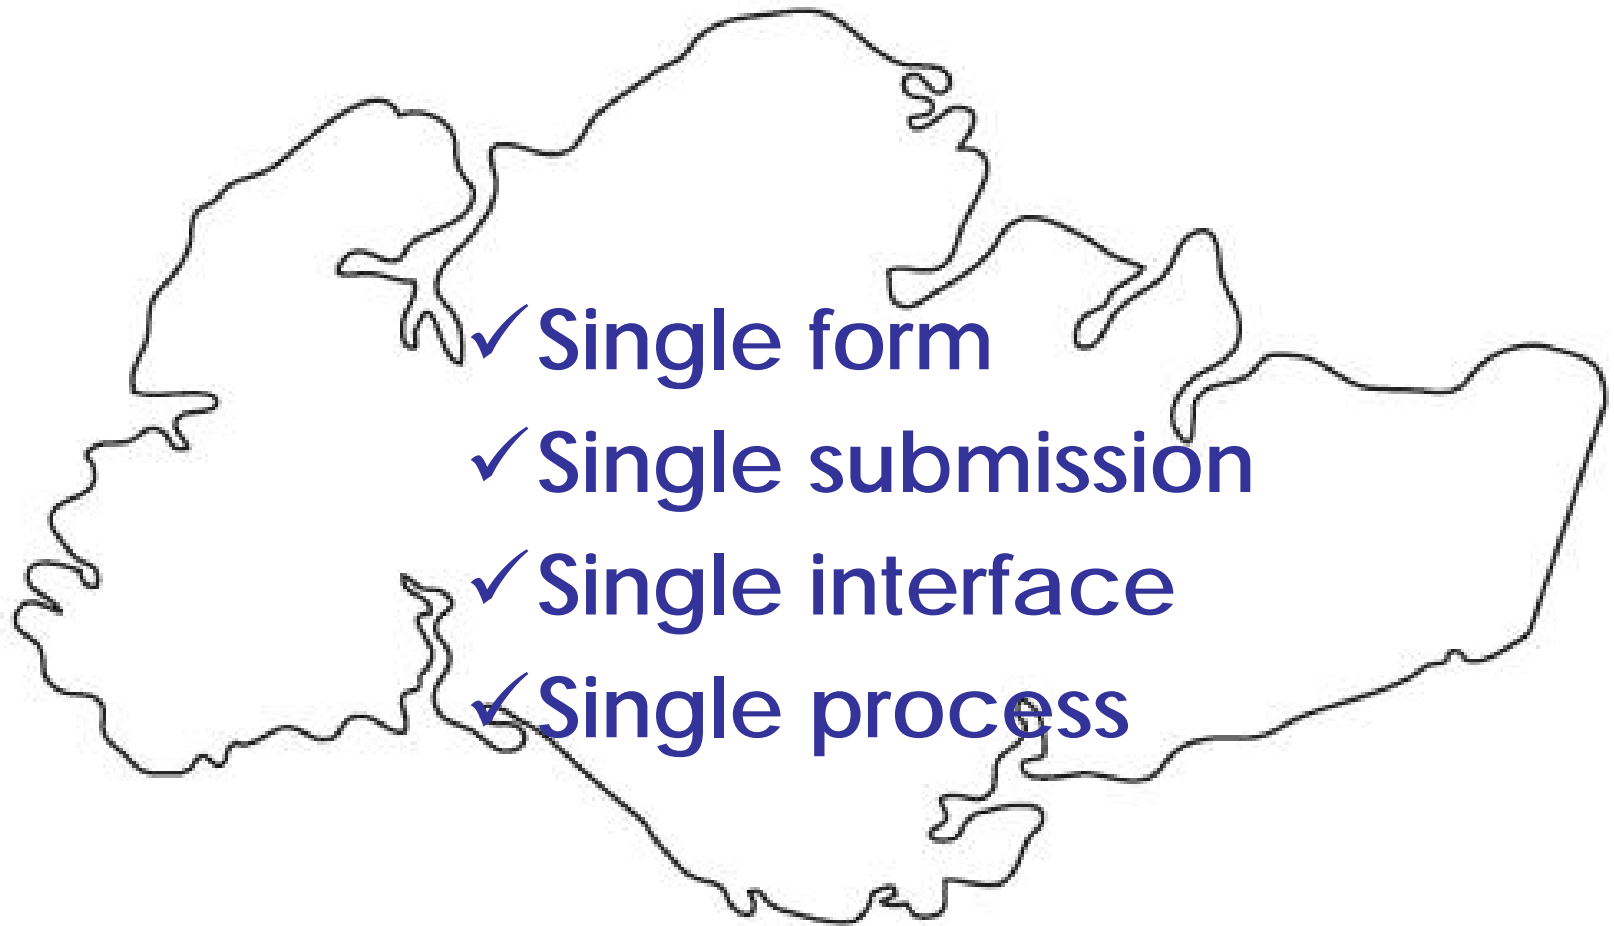 ✓Single form
✓Single submission
✓Single interface
✓Single process